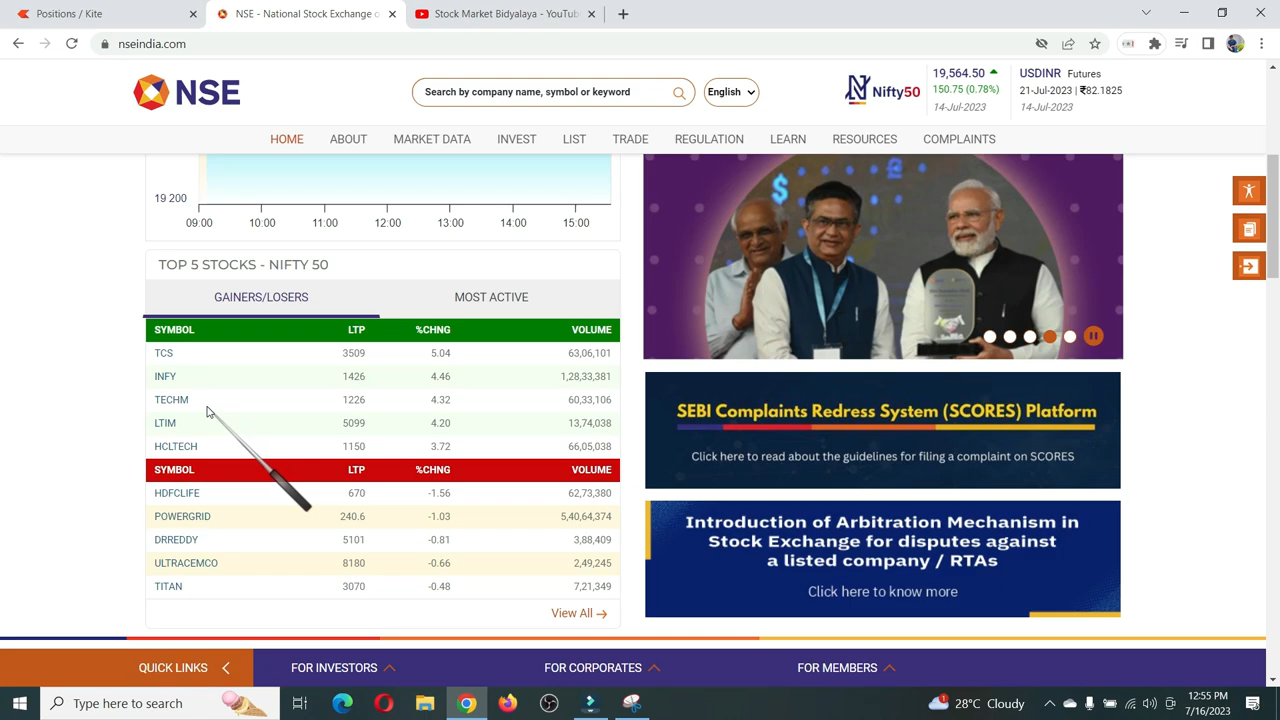 Positions / Kite
NSE - National Stock Exchange o
Stock Market Bidyalaya - YouTub
nseindia.com
NSE
Search by company name, symbol or keyword
English
Nifty50
19,564.50
150.75 (0.78%)
14-Jul-2023
USDINR Futures
21-Jul-2023 | ₹82.1825
14-Jul-2023
HOME ABOUT MARKET DATA INVEST LIST TRADE REGULATION LEARN RESOURCES COMPLAINTS
19 200
09:00 10:00 11:00 12:00 13:00 14:00 15:00
TOP 5 STOCKS - NIFTY 50
GAINERS/LOSERS MOST ACTIVE
SYMBOL LTP %CHNG VOLUME
TCS 3509 5.04 63,06,101
INFY 1426 4.46 1,28,33,381
TECHM 1226 4.32 60,33,106
LTIM 5099 4.20 13,74,038
HCLTECH 1150 3.72 66,05,038
SYMBOL LTP %CHNG VOLUME
HDFCLIFE 670 -1.56 62,73,380
POWERGRID 240.6 -1.03 5,40,64,374
DRREDDY 5101 -0.81 3,88,409
ULTRACEMCO 8180 -0.66 2,49,245
TITAN 3070 -0.48 7,21,349
View All
$
SEBI Complaints Redress System (SCORES) Platform
Click here to read about the guidelines for filing a complaint on SCORES
Introduction of Arbitration Mechanism in
Stock Exchange for disputes against
a listed company / RTAs
Click here to know more
QUICK LINKS FOR INVESTORS FOR CORPORATES FOR MEMBERS
Type here to search
28°C Cloudy
12:55 PM
7/16/2023